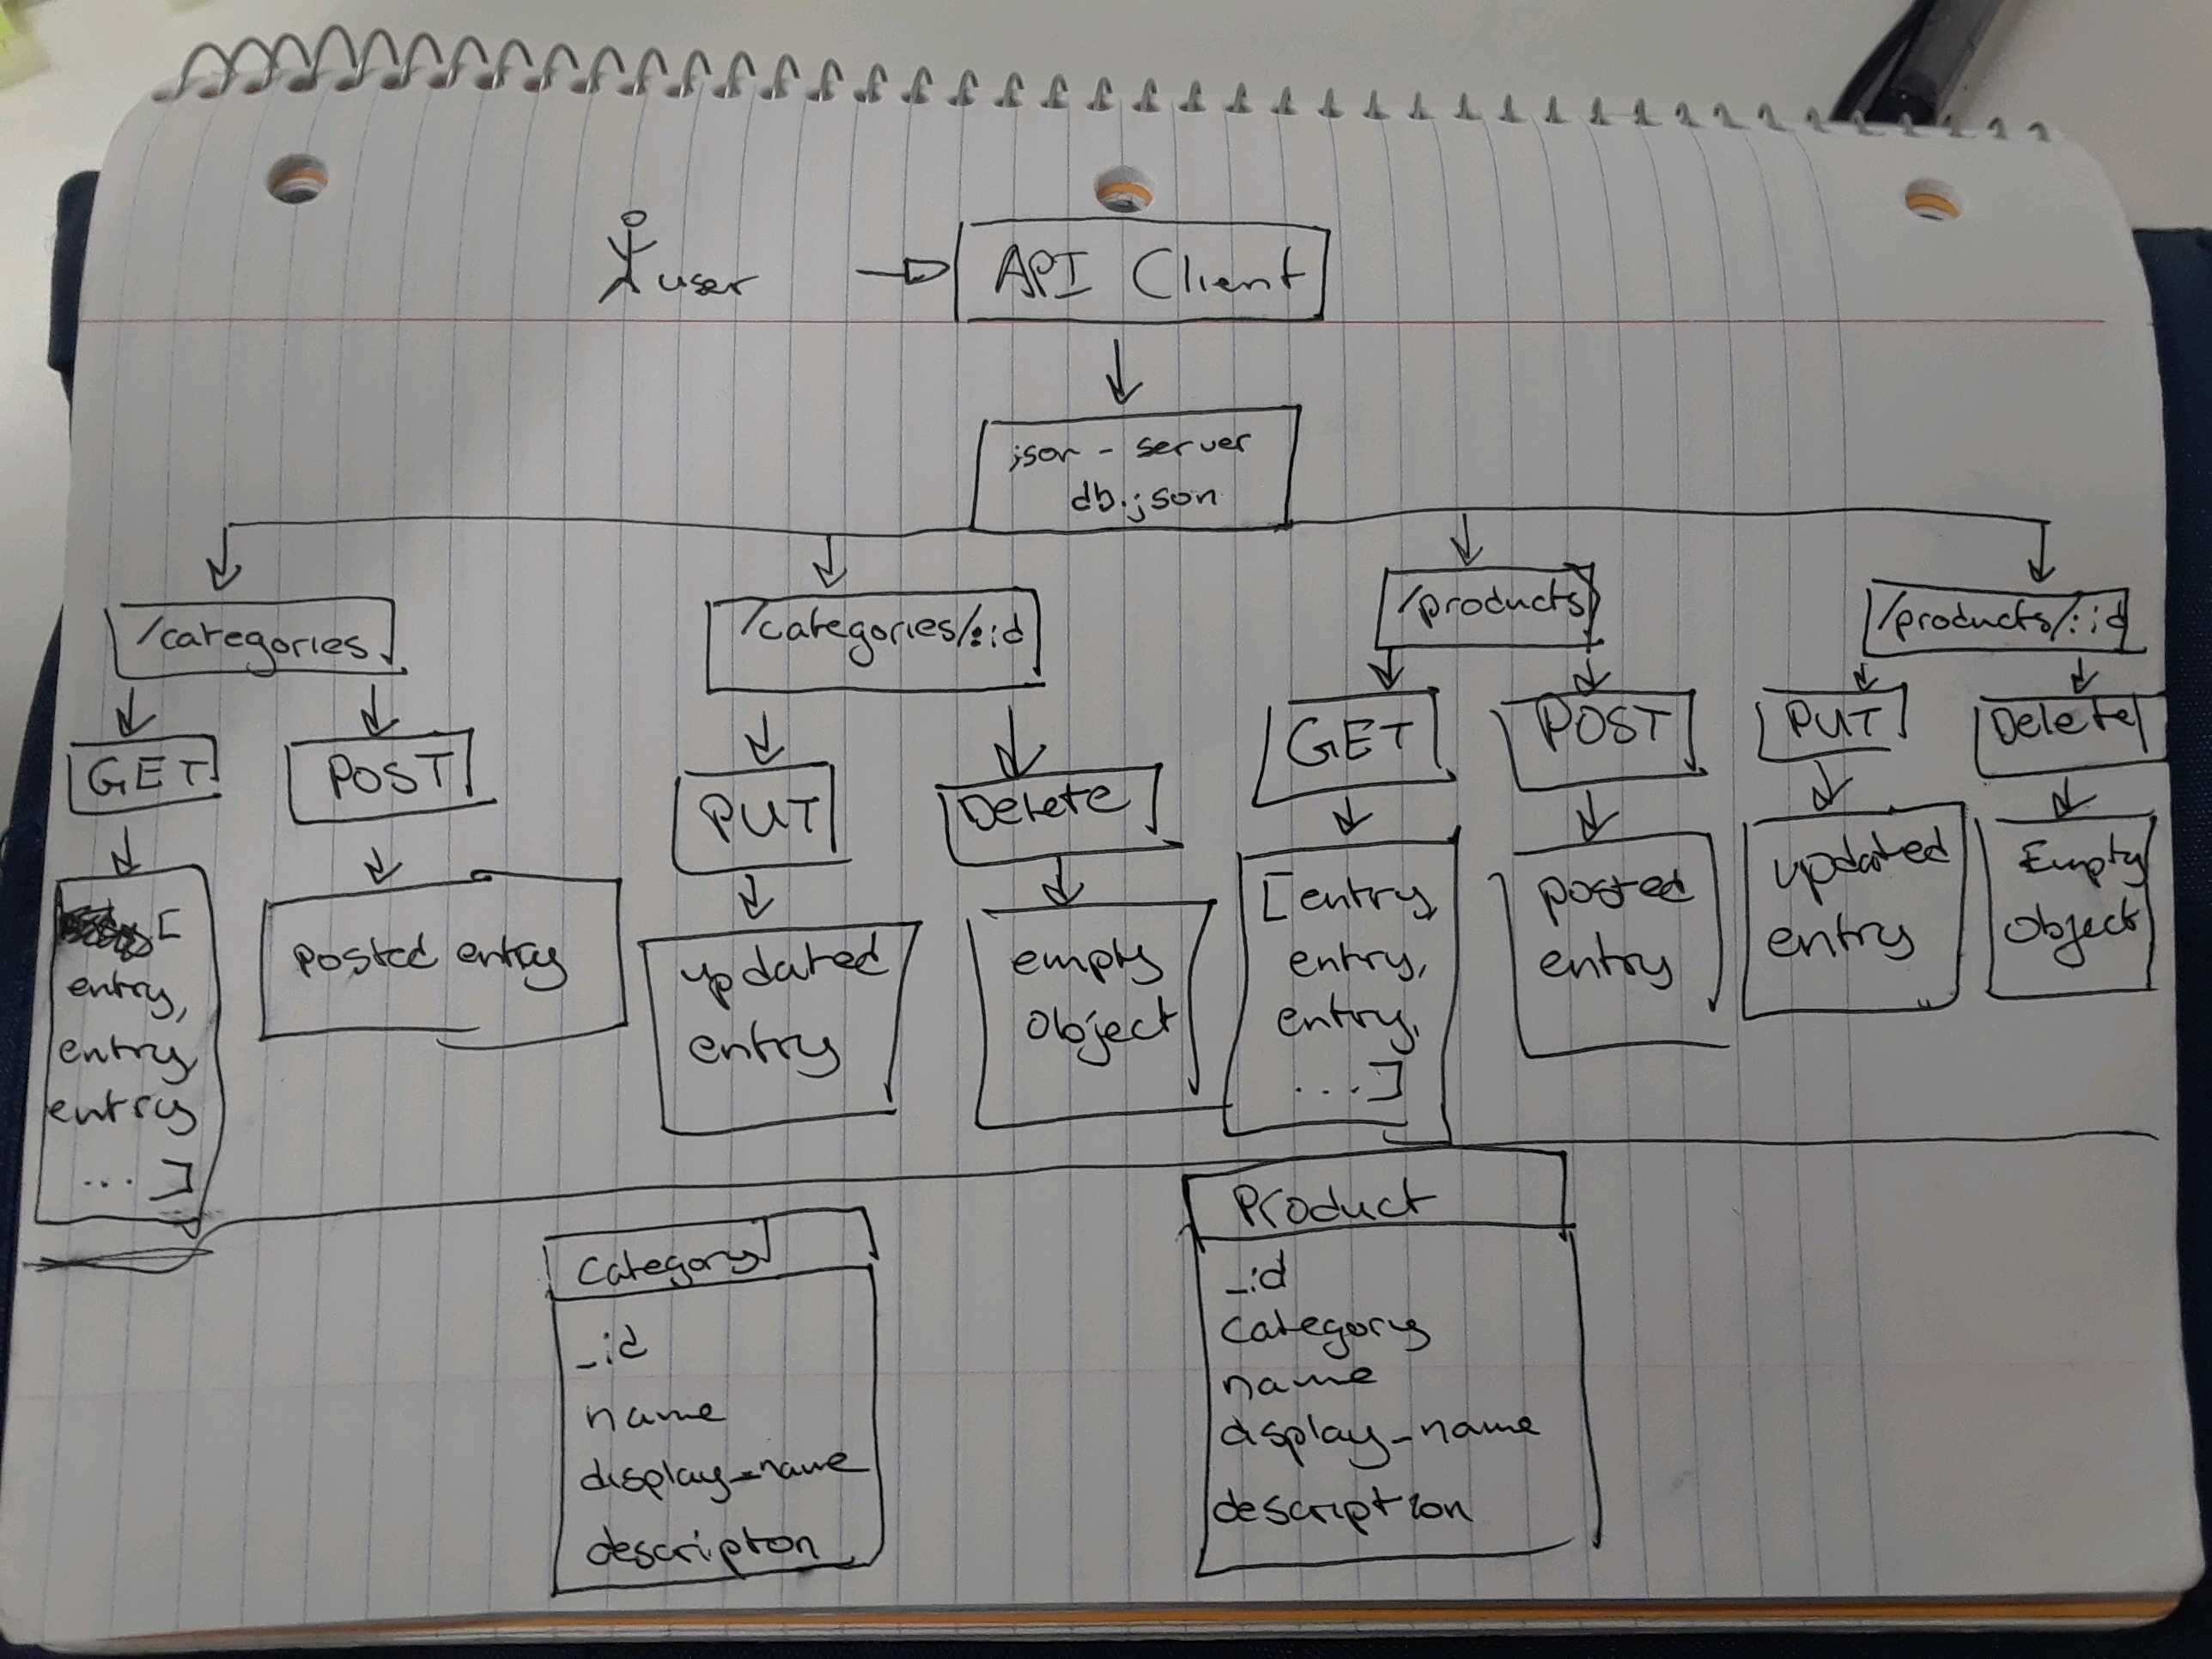 user
API Client
json - server
db.json
/categories
/categories/:id
/products
/products/:id
GET
POST
PUT
Delete
GET
POST
PUT
Delete
[
entry,
entry,
entry
... ]
posted entry
updated
entry
empty
object
[entry,
entry,
entry,
...]
posted
entry
updated
entry
Empty
Object
Category
_id
name
display_name
description
Product
_id
category
name
display_name
description